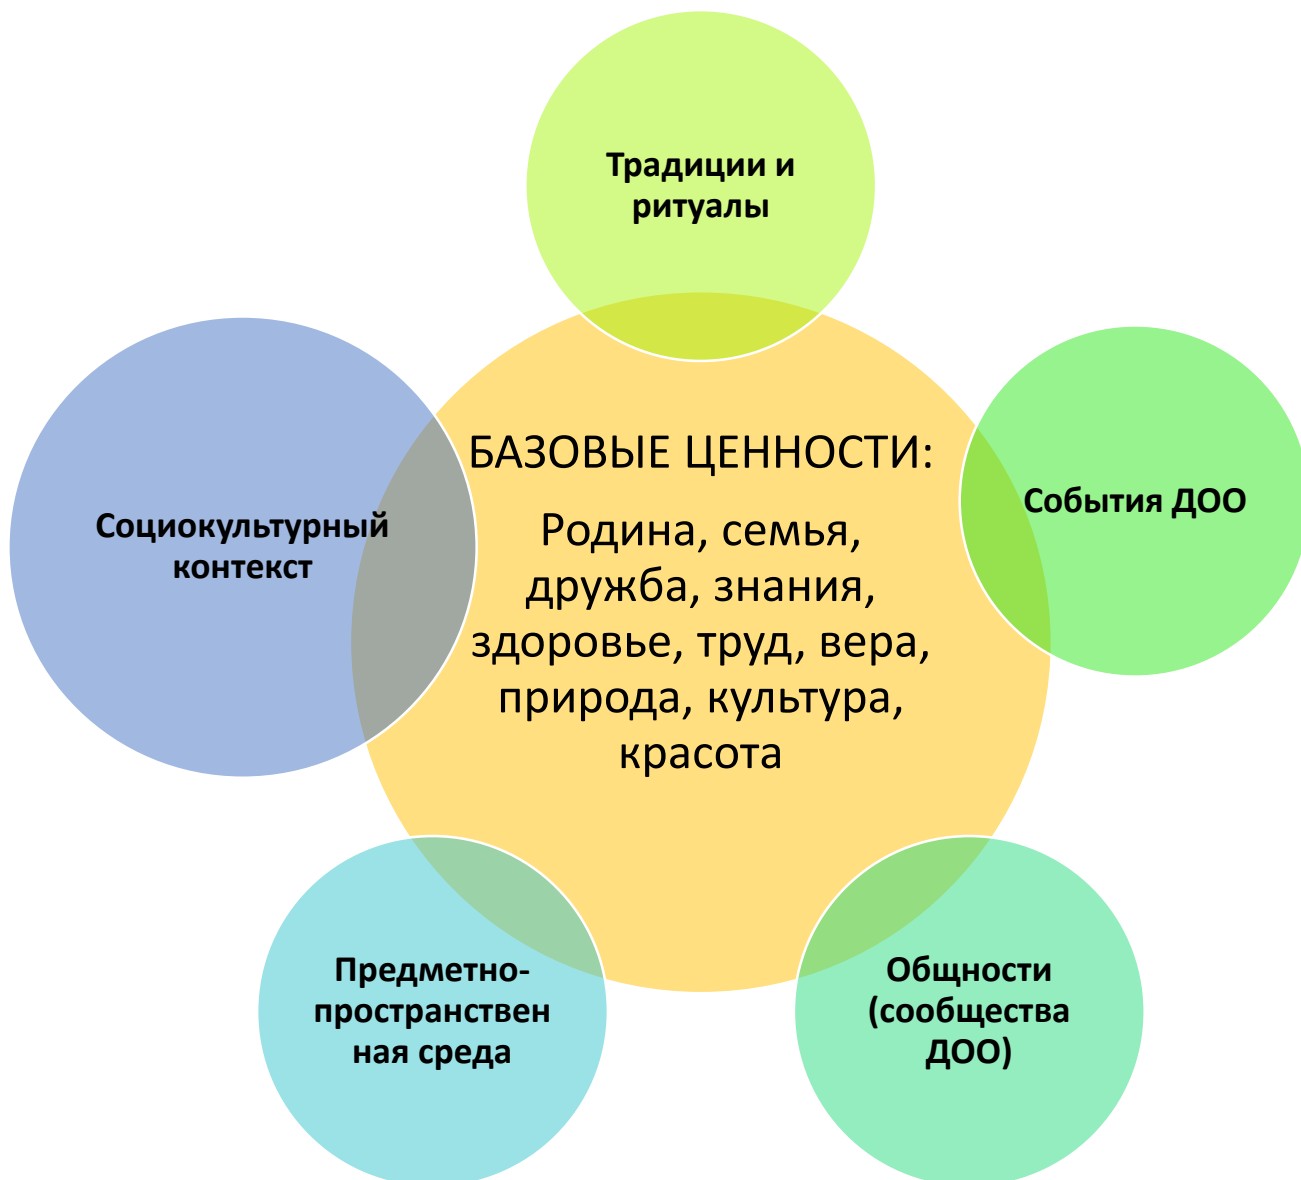 Традиции и
ритуалы
БАЗОВЫЕ ЦЕННОСТИ:
Родина, семья,
дружба, знания,
здоровье, труд, вера,
природа, культура,
красота
События ДОО
Социокультурный
контекст
Предметно-
пространствен
ная среда
Общности
(сообщества
ДОО)